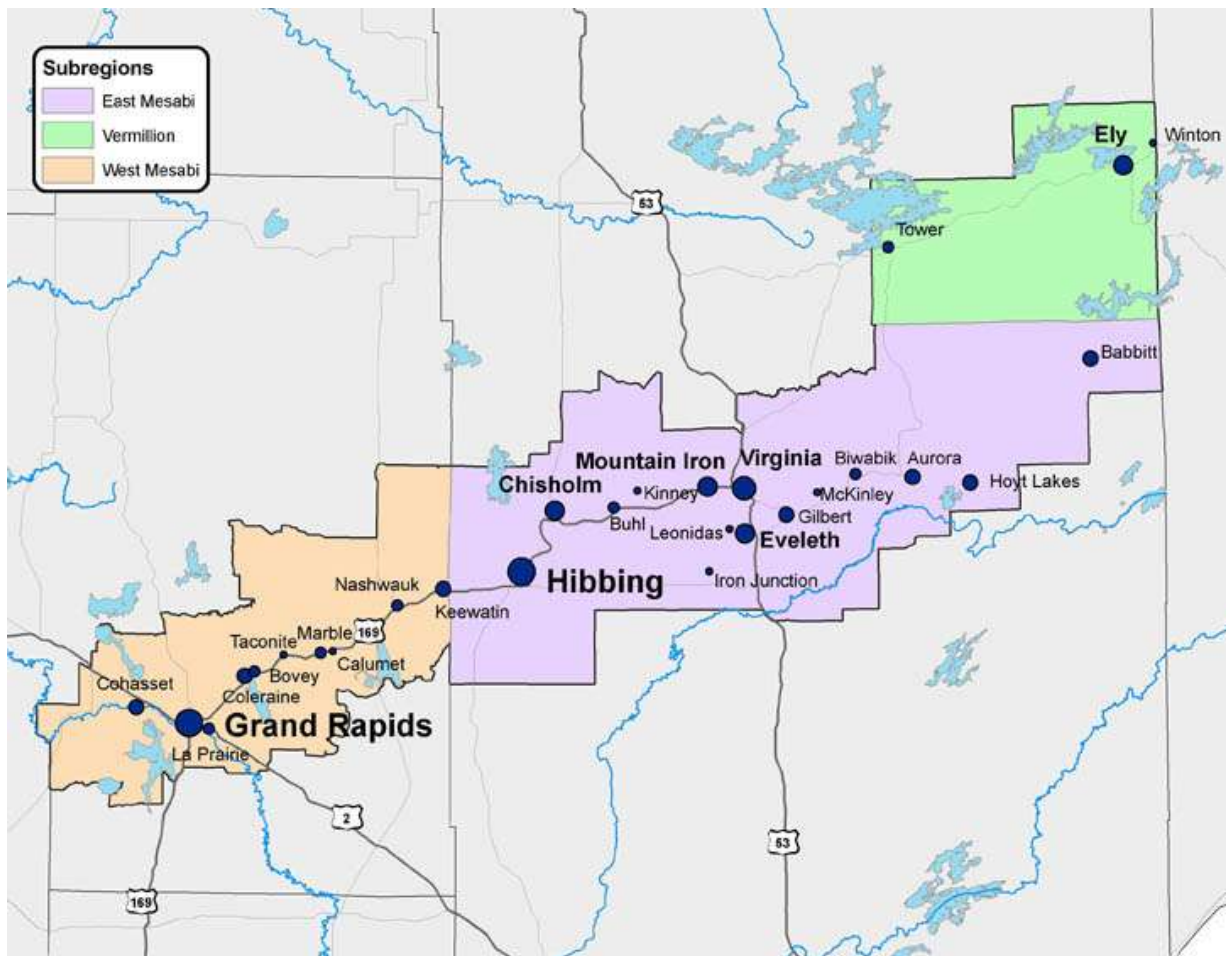 Subregions
East Mesabi
Vermillion
West Mesabi
Ely
Winton
53
Tower
Babbitt
Mountain Iron
Virginia
Biwabik
Aurora
Chisholm
Kinney
McKinley
Hoyt Lakes
Buhl
Gilbert
Leonidas
Eveleth
Hibbing
Iron Junction
Nashwauk
Keewatin
Taconite
Marble
169
Calumet
Bovey
Cohasset
Coleraine
Grand Rapids
La Prairie
2
53
169